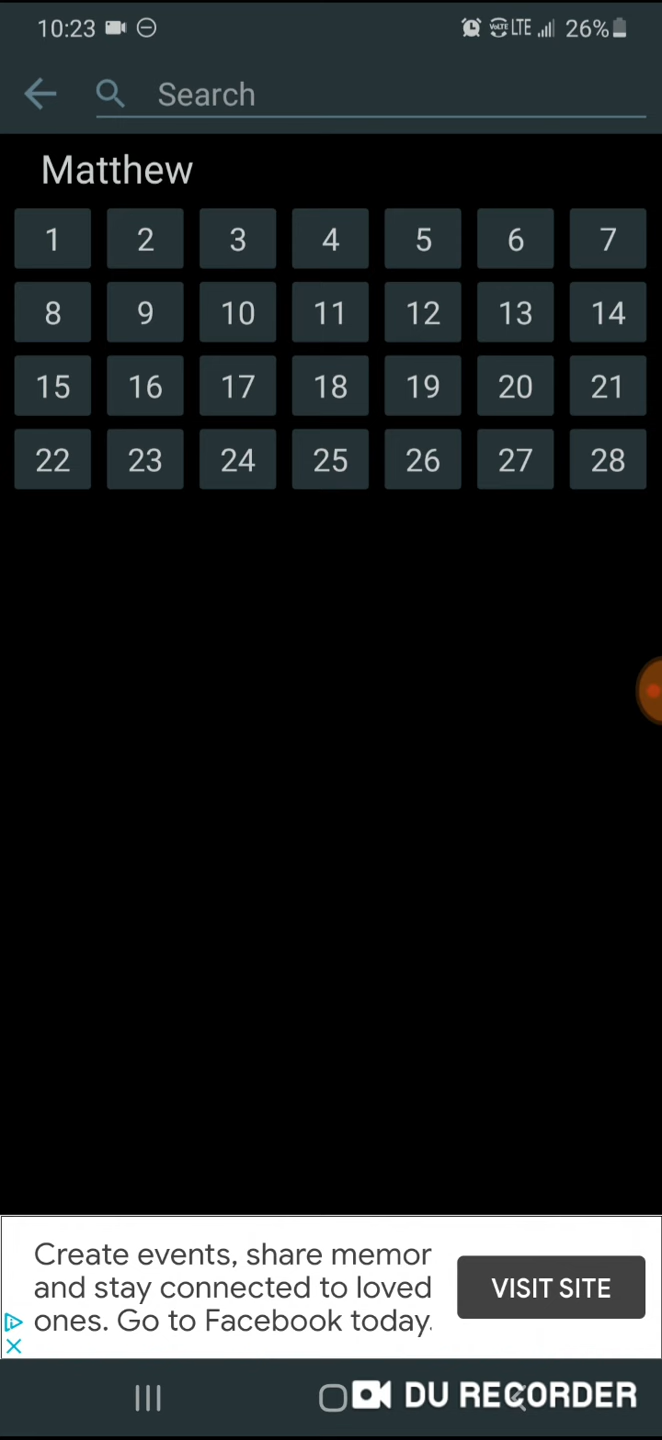 10:23 VoLTE LTE 26%
Search
Matthew
1 2 3 4 5 6 7
8 9 10 11 12 13 14
15 16 17 18 19 20 21
22 23 24 25 26 27 28
Create events, share memor
and stay connected to loved
ones. Go to Facebook today.
VISIT SITE
DU RECORDER